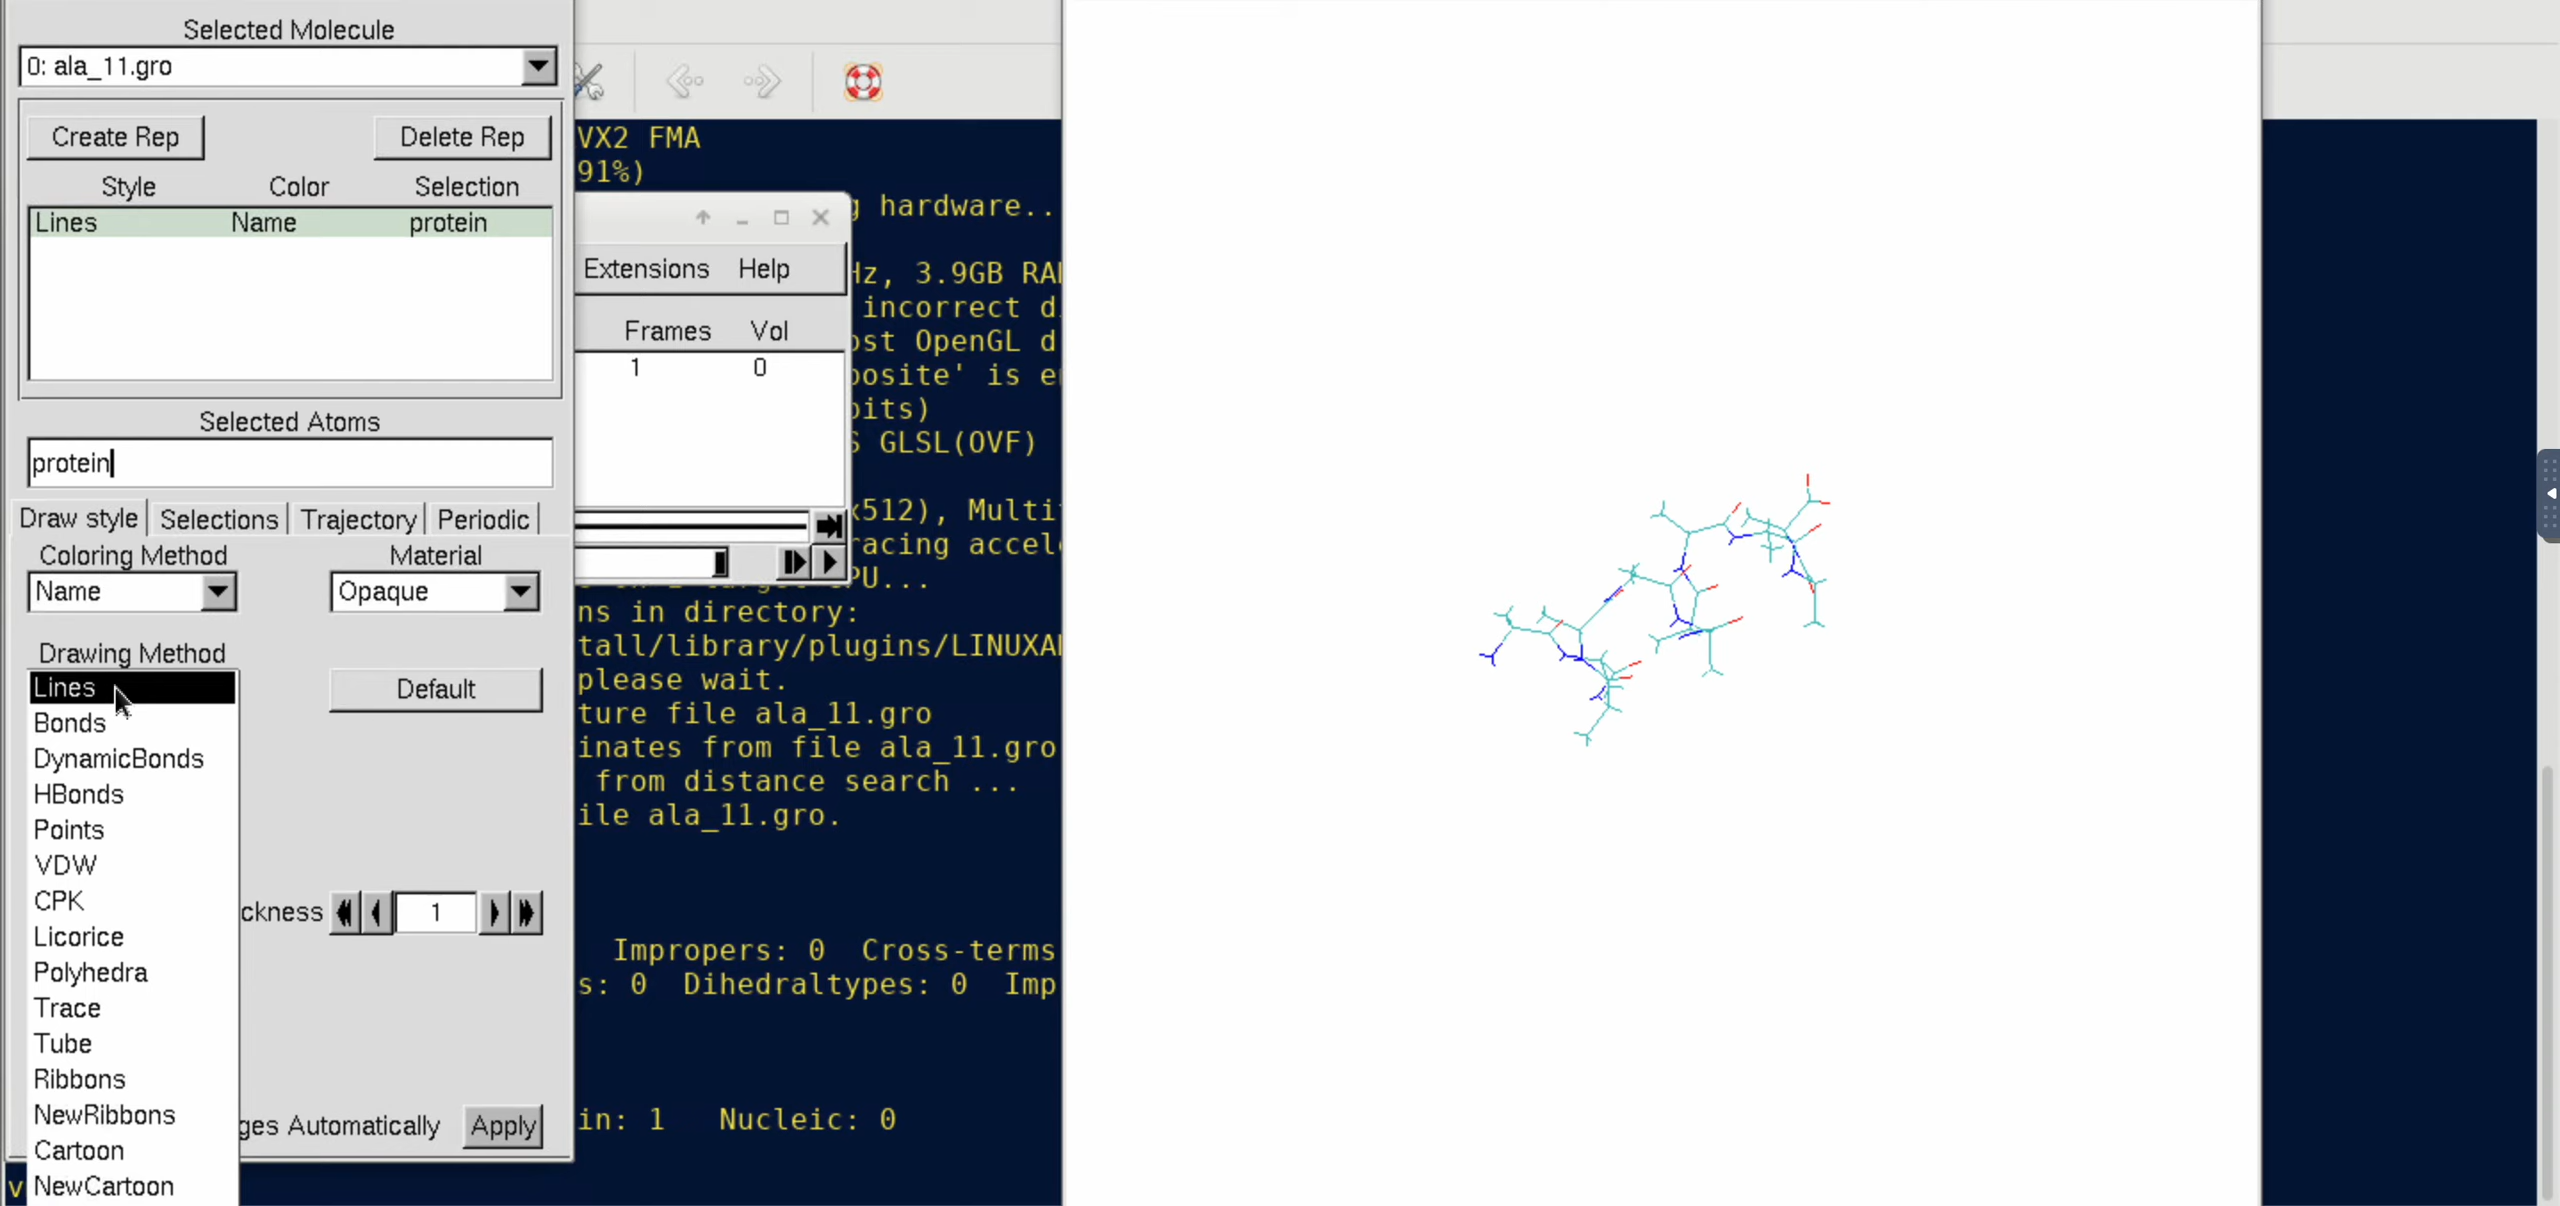 Selected Molecule
0: ala_11.gro
Create Rep
Delete Rep
Style Color Selection
Lines Name protein
Selected Atoms
protein
Draw style Selections Trajectory Periodic
Coloring Method Material
Name Opaque
Drawing Method
Lines
Default
Bonds
DynamicBonds
HBonds
Points
VDW
CPK
ckness 1
Licorice
Polyhedra
Trace
Tube
Ribbons
NewRibbons
ges Automatically Apply
Cartoon
NewCartoon
v
Extensions Help
Frames Vol
1 0
VX2 FMA
91%)
g hardware..
Hz, 3.9GB RA
incorrect d
ost OpenGL d
posite' is e
bits)
S GLSL(OVF)
x512), Multi
racing accel
PU...
ns in directory:
tall/library/plugins/LINUXA
please wait.
ture file ala_11.gro
inates from file ala_11.gro
from distance search ...
ile ala_11.gro.
Impropers: 0 Cross-terms
s: 0 Dihedraltypes: 0 Imp
in: 1 Nucleic: 0